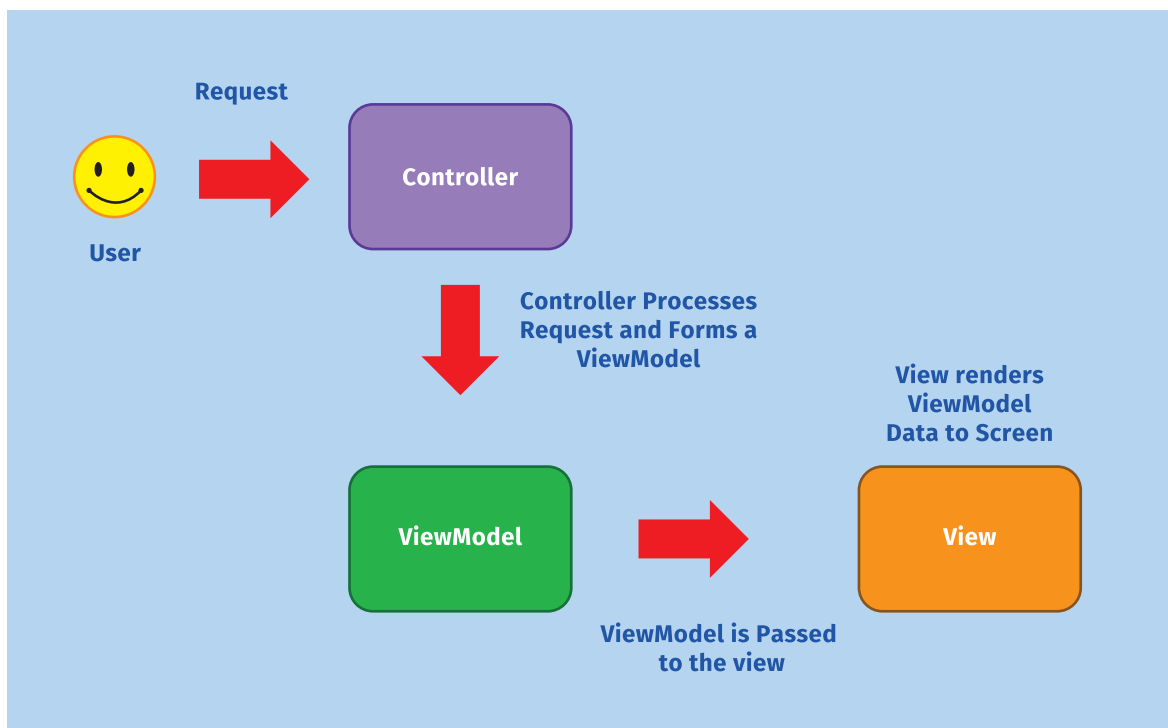 Request
Controller
User
Controller Processes
Request and Forms a
ViewModel
View renders
ViewModel
Data to Screen
ViewModel
View
ViewModel is Passed
to the view